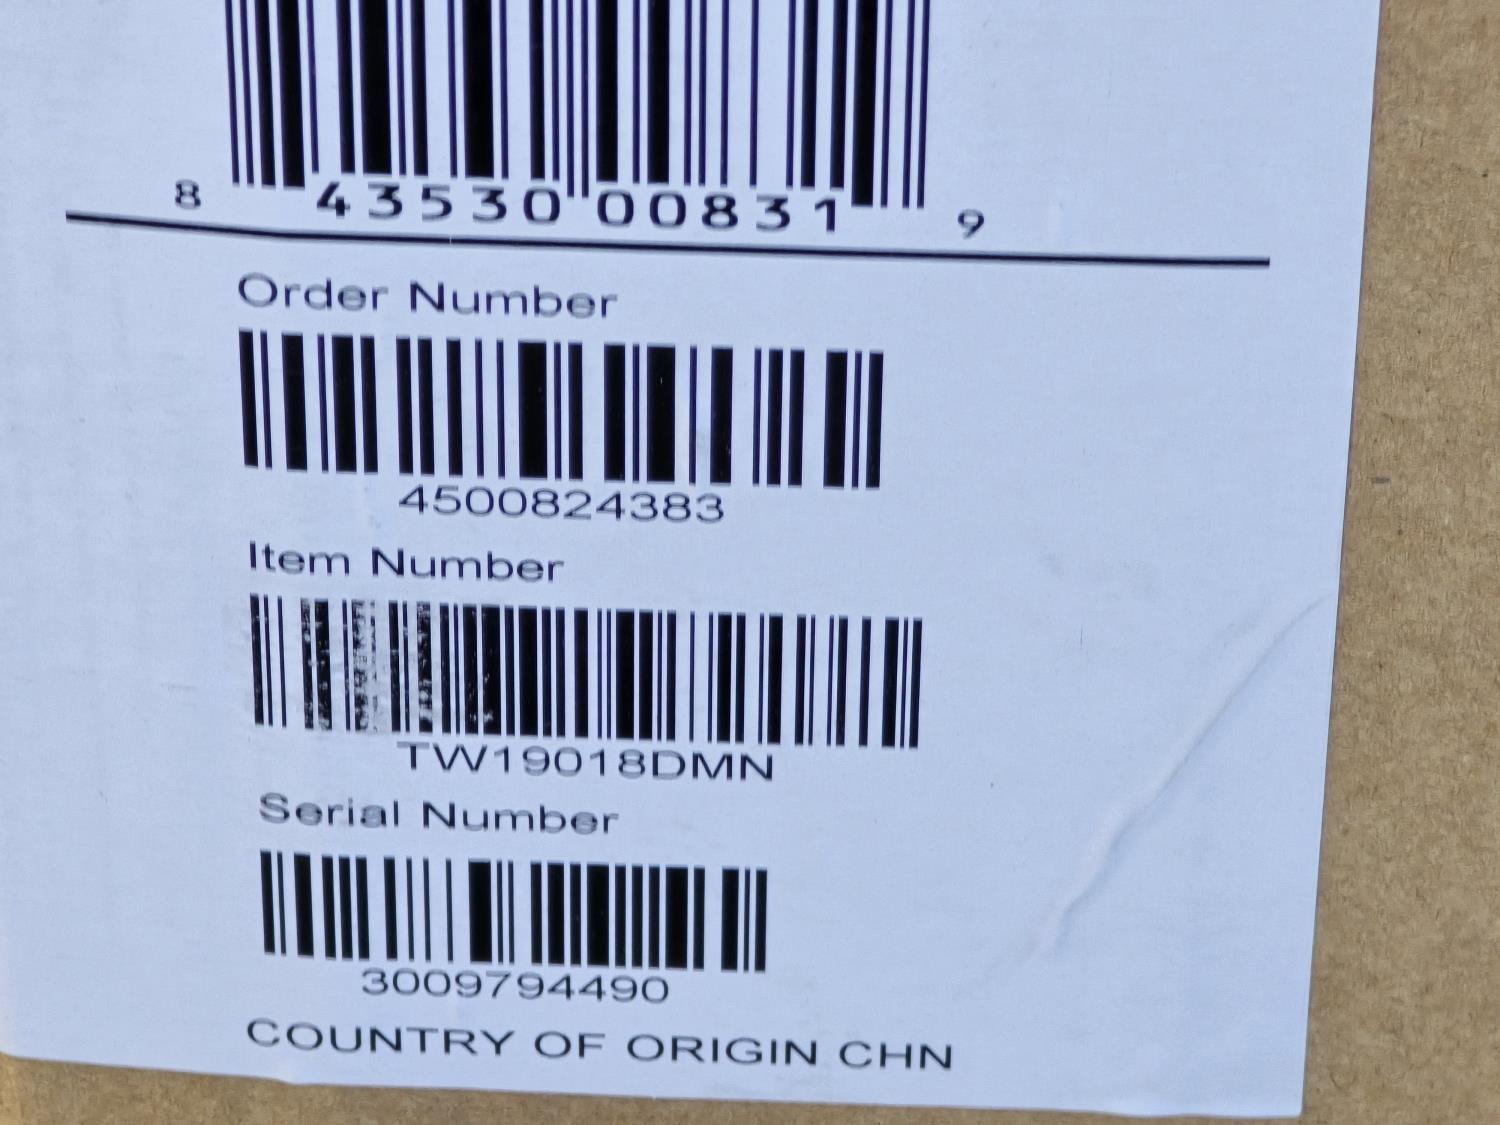 8 43530 00831 9
Order Number
4500824383
Item Number
TW19018DMN
Serial Number
3009794490
COUNTRY OF ORIGIN CHN